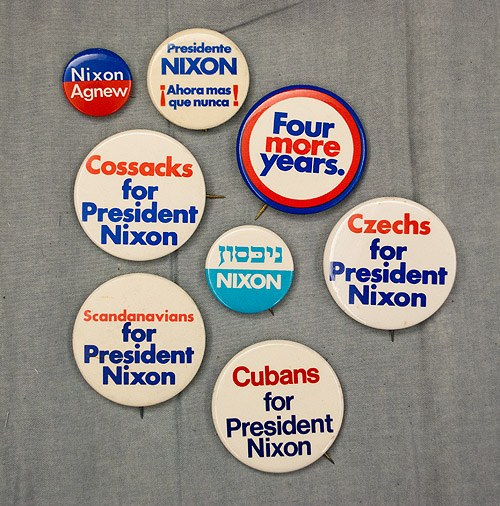 Nixon
Agnew
Presidente
NIXON
¡Ahora mas
que nunca!
Four
more
years.
Cossacks
for
President
Nixon
ניכסון
NIXON
Czechs
for
President
Nixon
Scandanavians
for
President
Nixon
Cubans
for
President
Nixon